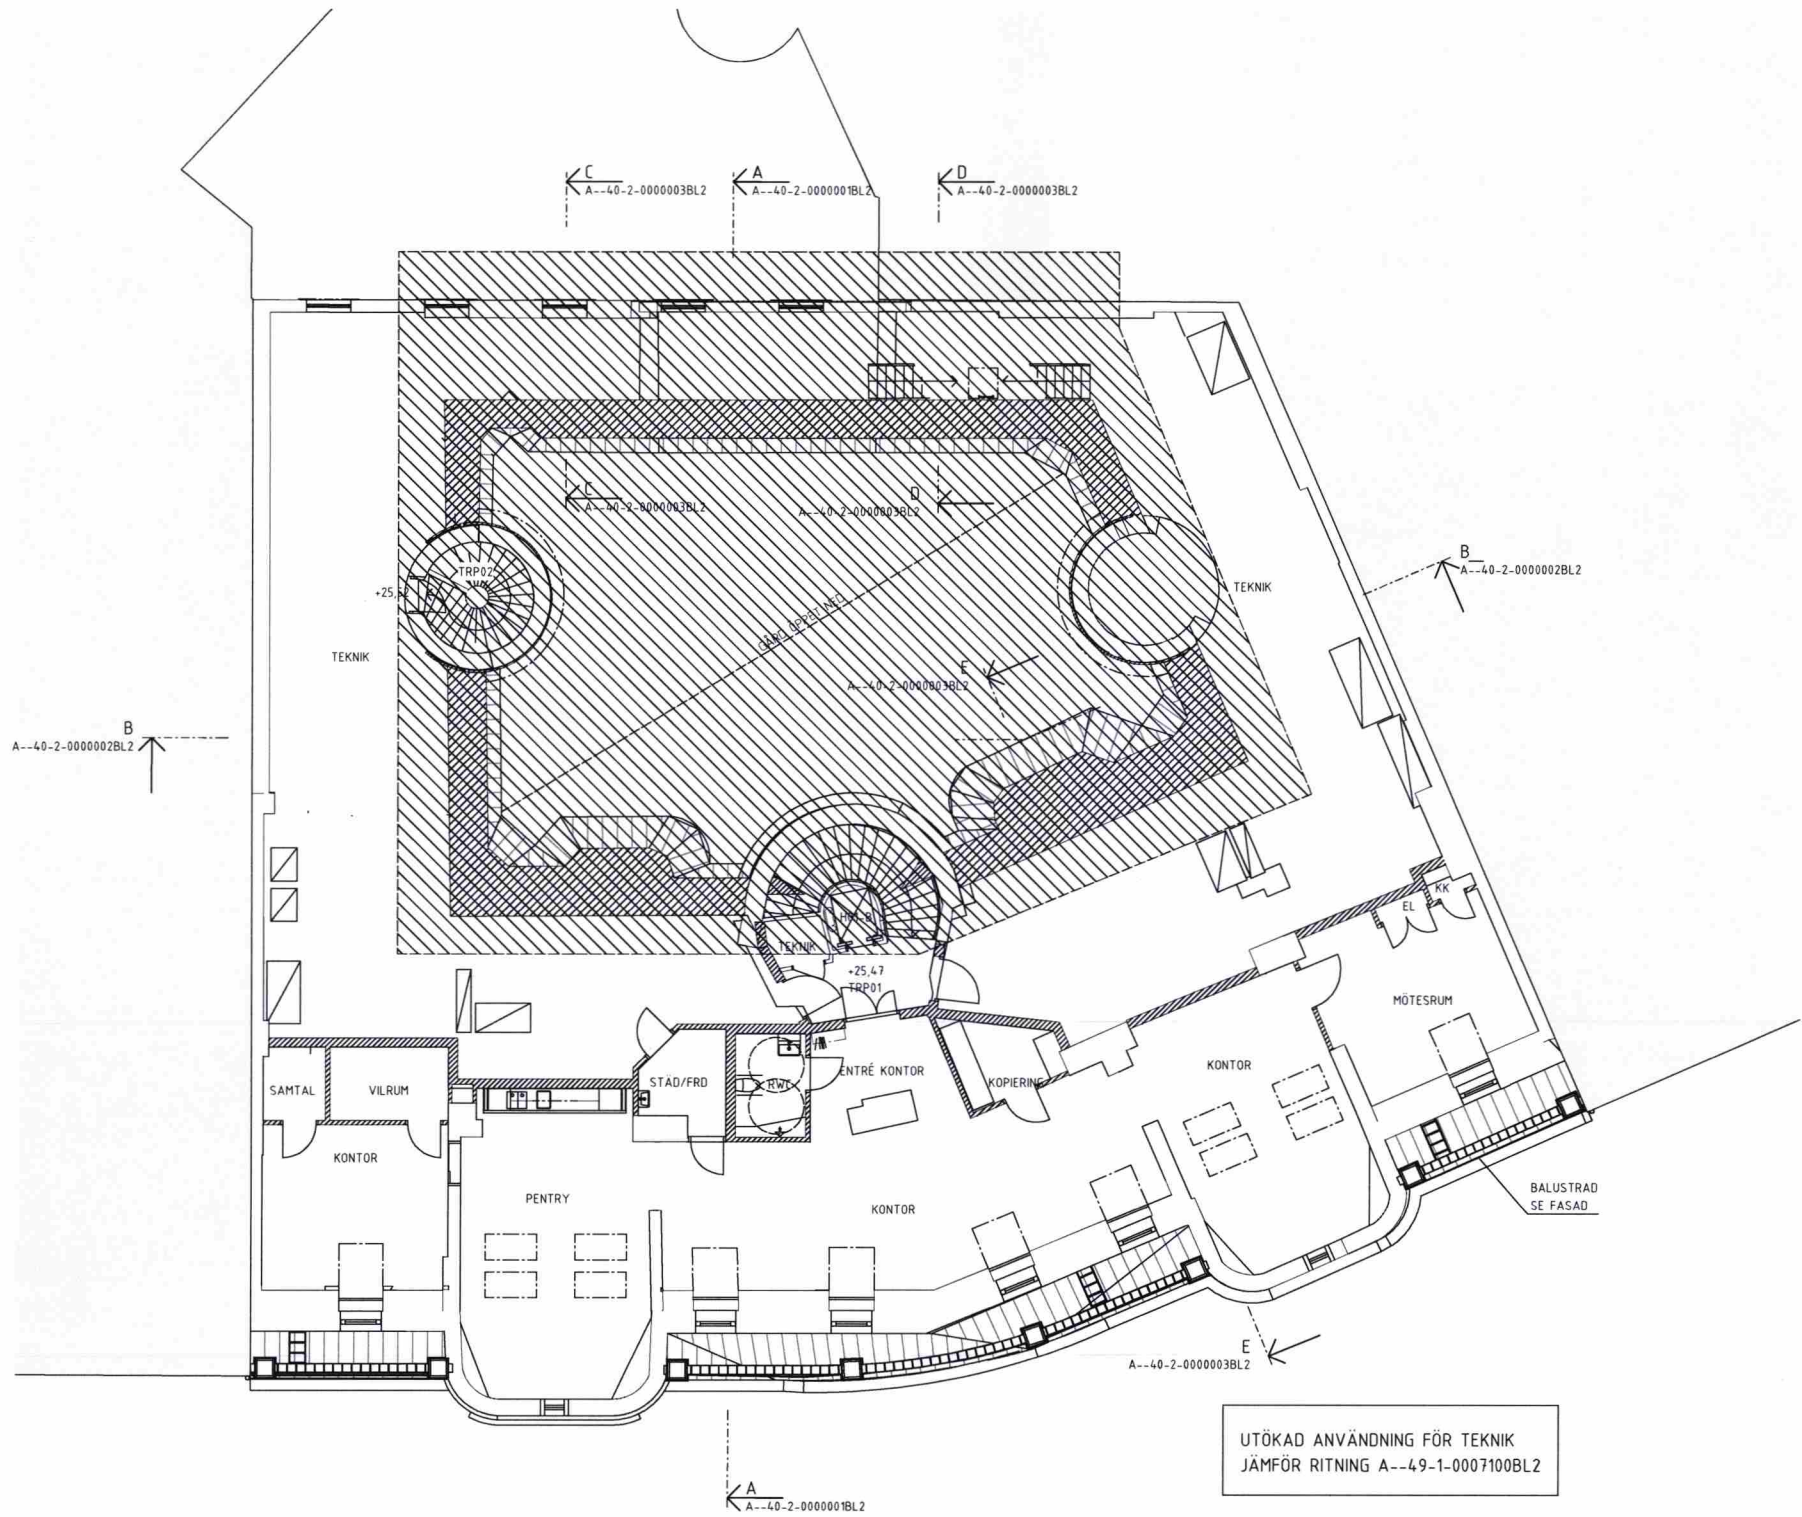 C
A--40-2-0000003BL2
A
A--40-2-0000001BL2
D
A--40-2-0000003BL2
C
A--40-2-0000003BL2
D
A--40-2-0000003BL2
B
A--40-2-0000002BL2
TRP02
TEKNIK
GÅRD ÖPPET NED
TEKNIK
E
A--40-2-0000003BL2
B
A--40-2-0000002BL2
KK
EL
TEKNIK
+25,47
TRP01
MÖTESRUM
SAMTAL
VILRUM
STÄD/FRD
RWC
ENTRÉ KONTOR
KOPIERING
KONTOR
KONTOR
PENTRY
KONTOR
BALUSTRAD
SE FASAD
E
A--40-2-0000003BL2
UTÖKAD ANVÄNDNING FÖR TEKNIK
JÄMFÖR RITNING A--49-1-0007100BL2
A
A--40-2-0000001BL2